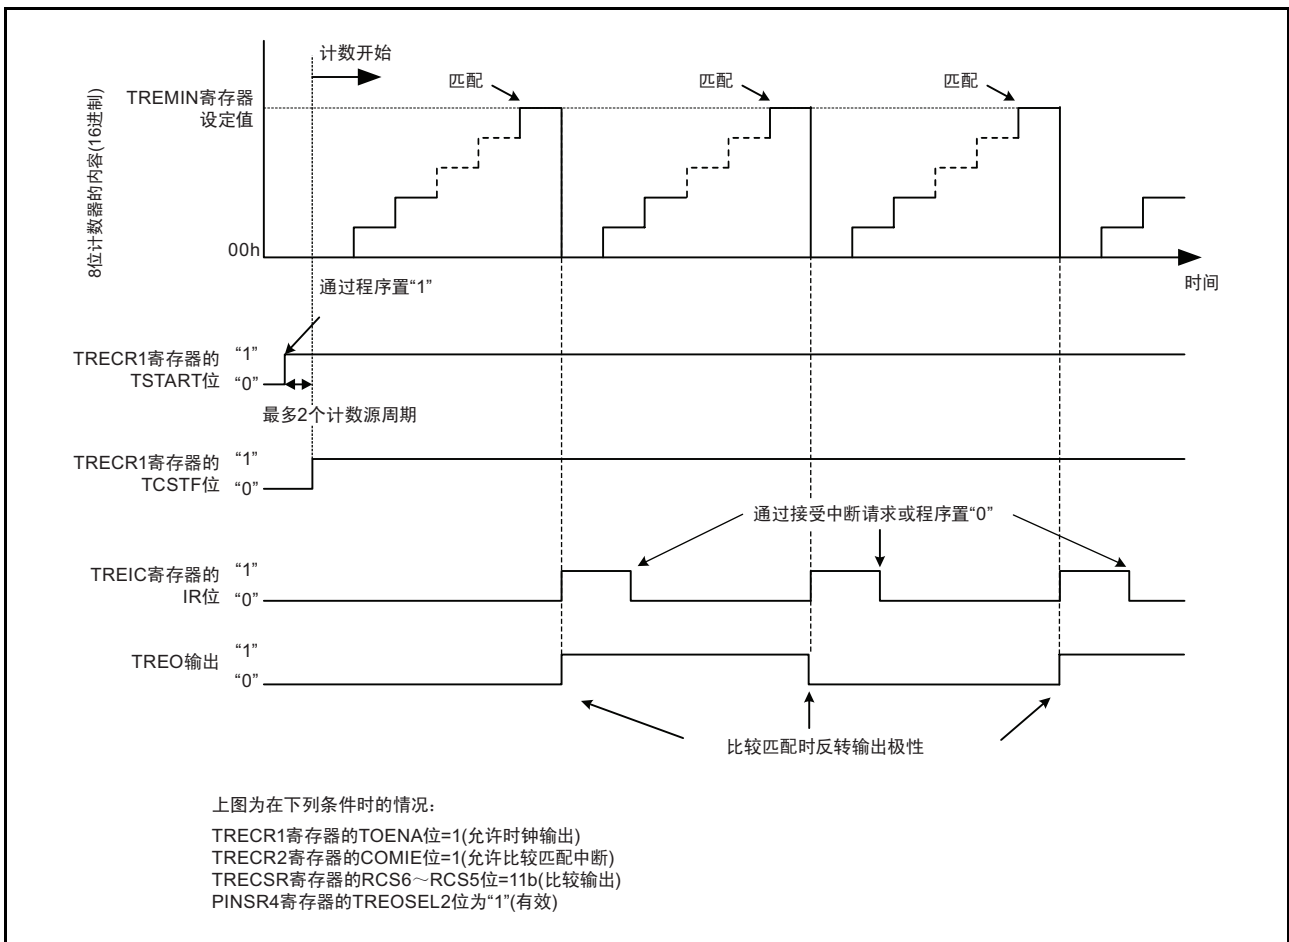 计数开始
匹配
匹配
匹配
TREMIN寄存器
设定值
8位计数器的内容(16进制)
00h
时间
通过程序置“1”
TRECR1寄存器的
TSTART位
“1”
“0”
最多2个计数源周期
TRECR1寄存器的
TCSTF位
“1”
“0”
通过接受中断请求或程序置“0”
TREIC寄存器的
IR位
“1”
“0”
TREO输出
“1”
“0”
比较匹配时反转输出极性
上图为在下列条件时的情况：
TRECR1寄存器的TOENA位=1(允许时钟输出)
TRECR2寄存器的COMIE位=1(允许比较匹配中断)
TRECSR寄存器的RCS6～RCS5位=11b(比较输出)
PINSR4寄存器的TREOSEL2位为“1”(有效)